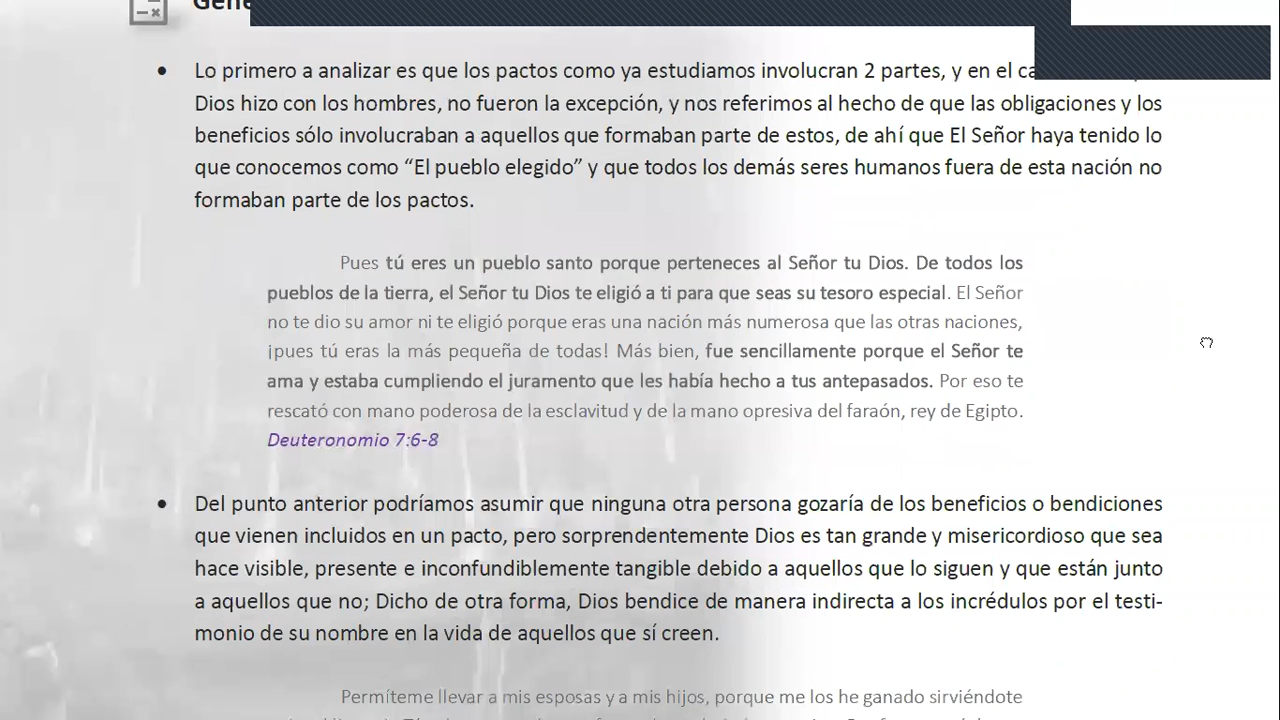 • Lo primero a analizar es que los pactos como ya estudiamos involucran 2 partes, y en el
Dios hizo con los hombres, no fueron la excepción, y nos referimos al hecho de que las obligaciones y los
beneficios sólo involucraban a aquellos que formaban parte de estos, de ahí que El Señor haya tenido lo
que conocemos como “El pueblo elegido” y que todos los demás seres humanos fuera de esta nación no
formaban parte de los pactos.
Pues tú eres un pueblo santo porque perteneces al Señor tu Dios. De todos los
pueblos de la tierra, el Señor tu Dios te eligió a ti para que seas su tesoro especial. El Señor
no te dio su amor ni te eligió porque eras una nación más numerosa que las otras naciones,
¡pues tú eras la más pequeña de todas! Más bien, fue sencillamente porque el Señor te
ama y estaba cumpliendo el juramento que les había hecho a tus antepasados. Por eso te
rescató con mano poderosa de la esclavitud y de la mano opresiva del faraón, rey de Egipto.
Deuteronomio 7:6-8
• Del punto anterior podríamos asumir que ninguna otra persona gozaría de los beneficios o bendiciones
que vienen incluidos en un pacto, pero sorprendentemente Dios es tan grande y misericordioso que sea
hace visible, presente e inconfundiblemente tangible debido a aquellos que lo siguen y que están junto
a aquellos que no; Dicho de otra forma, Dios bendice de manera indirecta a los incrédulos por el testi-
monio de su nombre en la vida de aquellos que sí creen.
Permíteme llevar a mis esposas y a mis hijos, porque me los he ganado sirviéndote